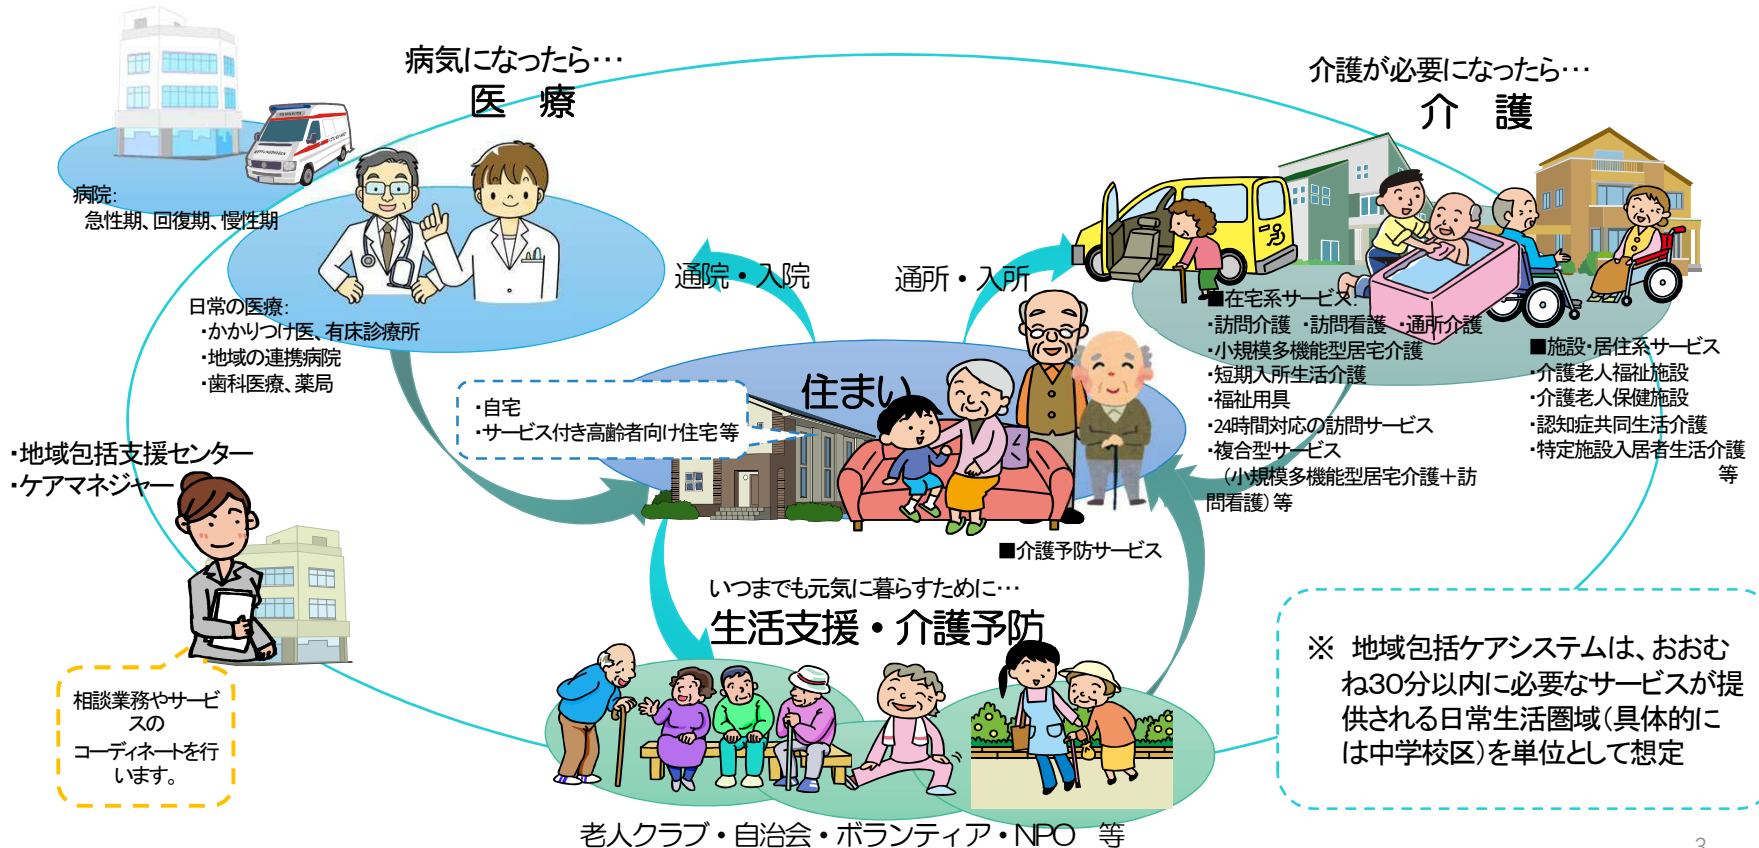 病気になったら…
医　療
介護が必要になったら…
介　護
病院：
急性期、回復期、慢性期
通院・入院
通所・入所
日常の医療：
・かかりつけ医、有床診療所
・地域の連携病院
・歯科医療、薬局
■在宅系サービス：
・訪問介護　・訪問看護　・通所介護
・小規模多機能型居宅介護
・短期入所生活介護
・福祉用具
・24時間対応の訪問サービス
・複合型サービス
（小規模多機能型居宅介護＋訪
問看護）等
■施設・居住系サービス
・介護老人福祉施設
・介護老人保健施設
・認知症共同生活介護
・特定施設入居者生活介護
等
住まい
・自宅
・サービス付き高齢者向け住宅等
・地域包括支援センター
・ケアマネジャー
■介護予防サービス
いつまでも元気に暮らすために…
生活支援・介護予防
相談業務やサービ
スの
コーディネートを行
います。
※　地域包括ケアシステムは、おおむ
ね30分以内に必要なサービスが提
供される日常生活圏域（具体的に
は中学校区）を単位として想定
老人クラブ・自治会・ボランティア・NPO　等
3